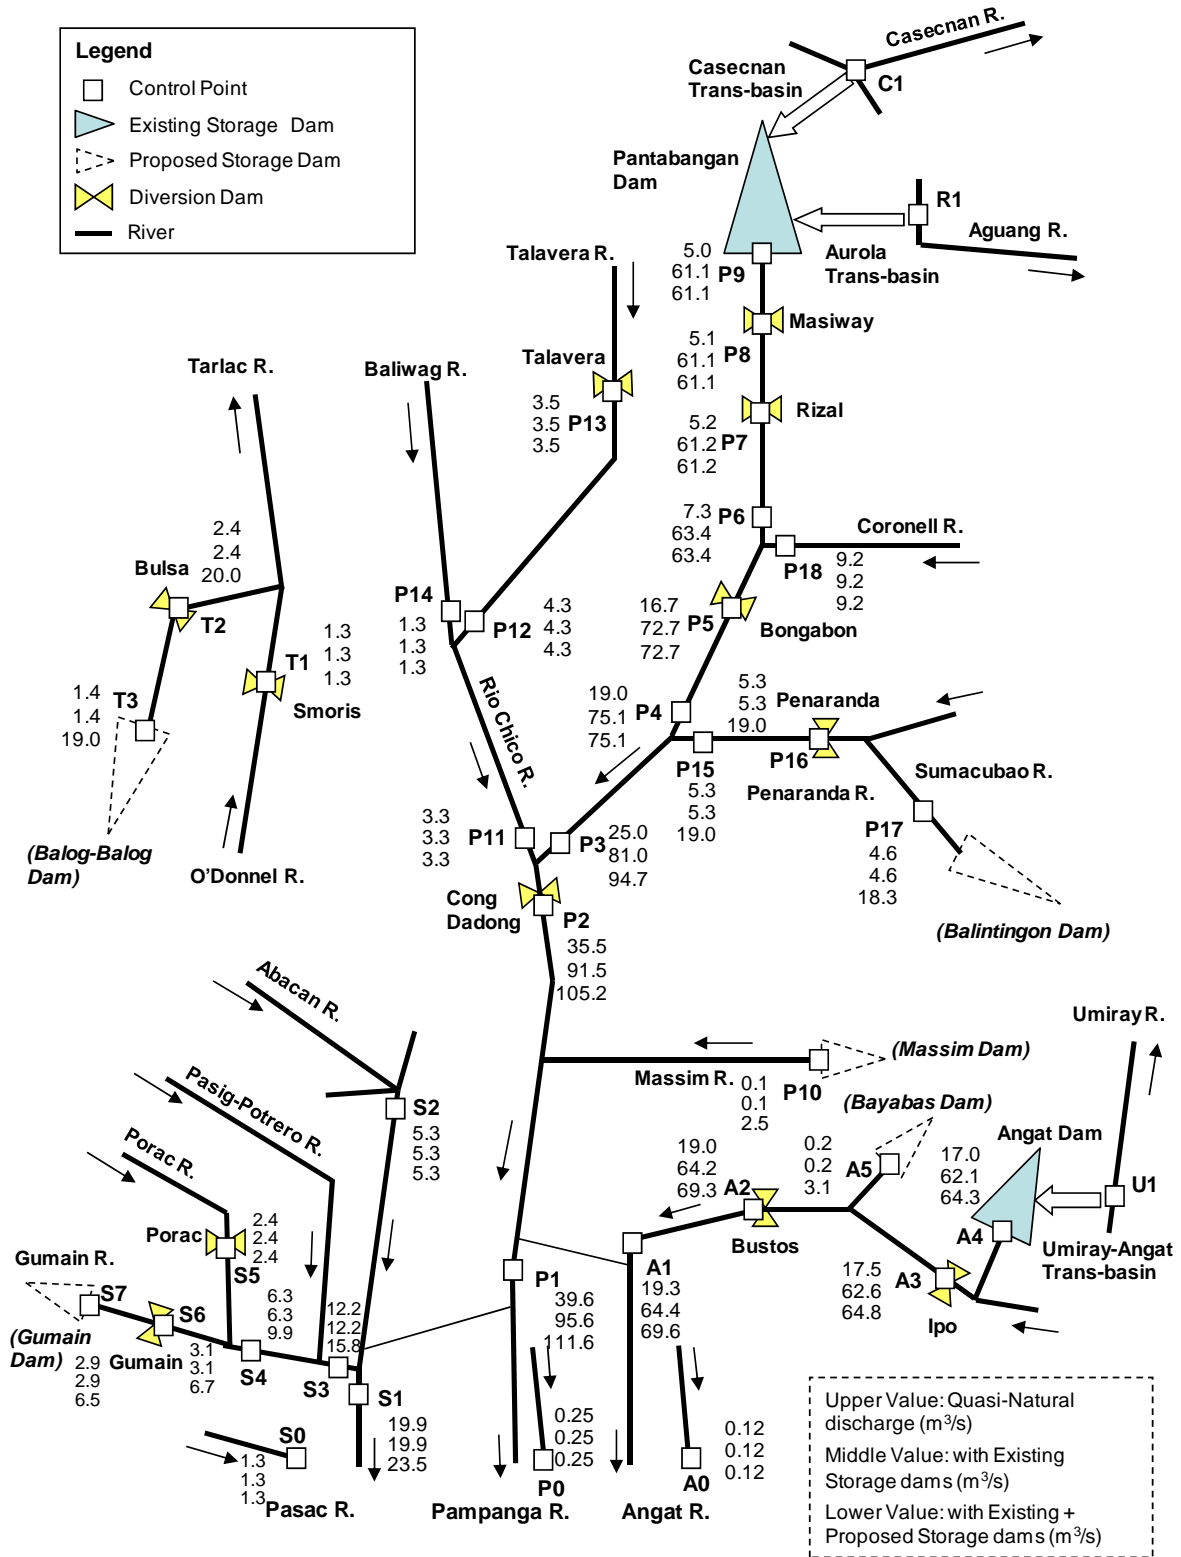 Legend
Control Point
Existing Storage Dam
Proposed Storage Dam
Diversion Dam
River
Casecnan R.
Casecnan
Trans-basin
C1
Pantabangan
Dam
R1
Aguang R.
Aurola
Trans-basin
5.0
61.1
61.1
P9
Masiway
5.1
61.1
61.1
P8
Rizal
5.2
61.2
61.2
P7
7.3
63.4
63.4
P6
Coronell R.
P18
9.2
9.2
9.2
Talavera R.
Talavera
3.5
3.5
3.5
P13
Baliwag R.
Tarlac R.
2.4
2.4
20.0
Bulsa
T2
T1
1.3
1.3
1.3
Smoris
1.4
1.4
19.0
T3
(Balog-Balog
Dam)
O'Donnel R.
P14
1.3
1.3
1.3
P12
4.3
4.3
4.3
16.7
72.7
72.7
P5
Bongabon
19.0
75.1
75.1
P4
5.3
5.3
19.0
Penaranda
P16
P15
5.3
5.3
19.0
Penaranda R.
Sumacubao R.
P17
4.6
4.6
18.3
(Balintingon Dam)
Rio Chico R.
3.3
3.3
3.3
P11
P3
25.0
81.0
94.7
Cong
Dadong
P2
35.5
91.5
105.2
Abacan R.
Pasig-Potrero R.
Porac R.
S2
5.3
5.3
5.3
Massim R.
0.1
0.1
2.5
P10
(Massim Dam)
(Bayabas Dam)
Umiray R.
Angat Dam
17.0
62.1
64.3
A4
U1
Umiray-Angat
Trans-basin
0.2
0.2
3.1
A5
19.0
64.2
69.3
A2
Bustos
17.5
62.6
64.8
A3
Ipo
A1
19.3
64.4
69.6
P1
39.6
95.6
111.6
Porac
2.4
2.4
2.4
S5
Gumain R.
S7
(Gumain
Dam)
2.9
2.9
6.5
S6
Gumain
3.1
3.1
6.7
6.3
6.3
9.9
S4
12.2
12.2
15.8
S3
S1
19.9
19.9
23.5
S0
1.3
1.3
1.3
Pasac R.
0.25
0.25
0.25
P0
Pampanga R.
0.12
0.12
0.12
A0
Angat R.
Upper Value: Quasi-Natural
discharge (m³/s)
Middle Value: with Existing
Storage dams (m³/s)
Lower Value: with Existing +
Proposed Storage dams (m³/s)